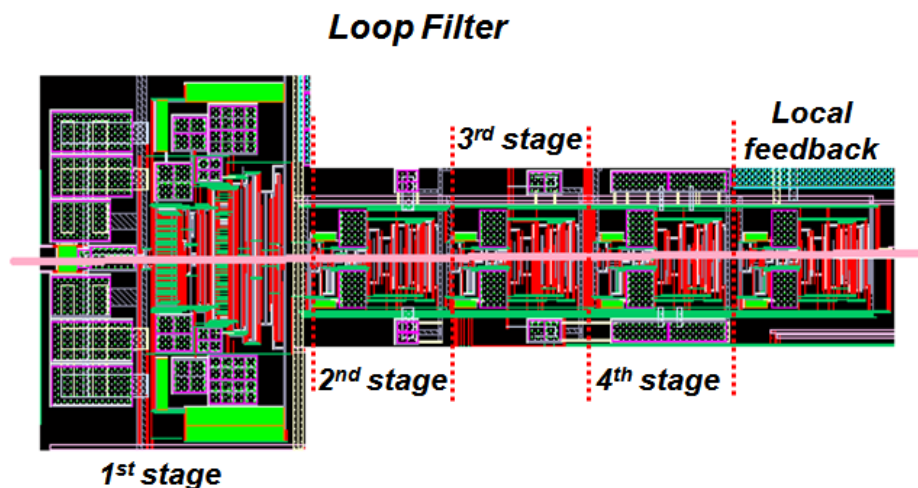 Loop Filter
3rd stage
Local
feedback
2nd stage
4th stage
1st stage